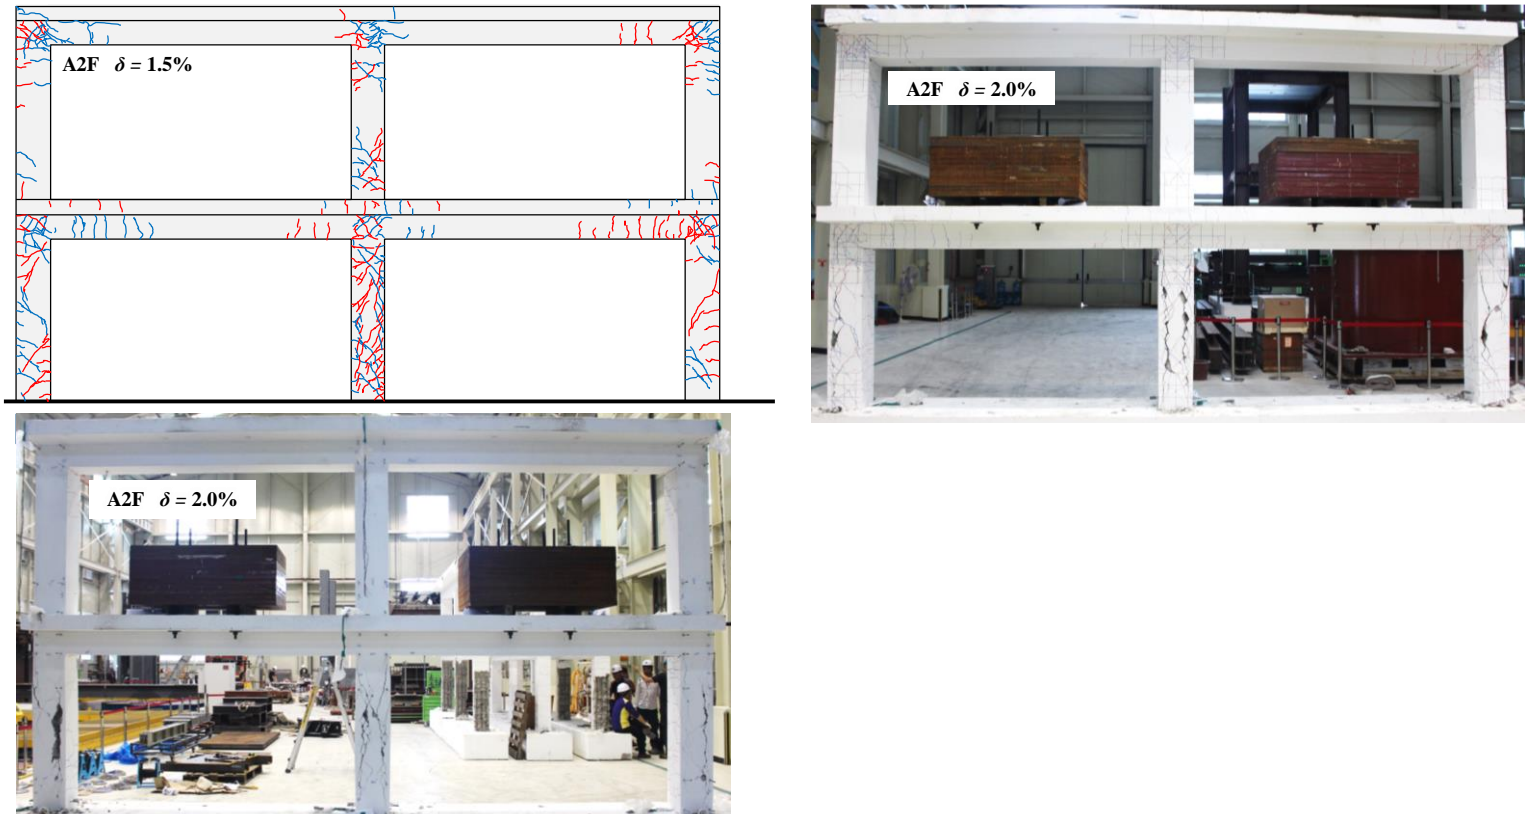 A2F δ = 1.5%
A2F δ = 2.0%
A2F δ = 2.0%